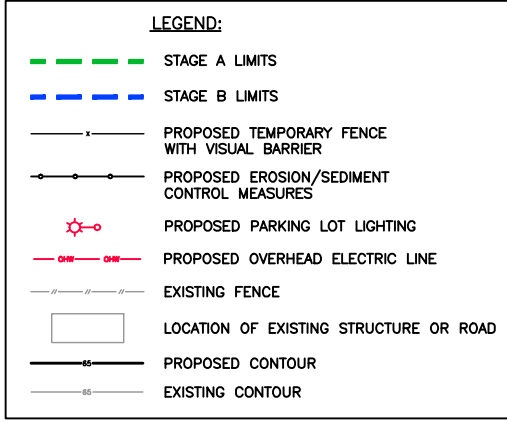 LEGEND:
STAGE A LIMITS
STAGE B LIMITS
x PROPOSED TEMPORARY FENCE
WITH VISUAL BARRIER
PROPOSED EROSION/SEDIMENT
CONTROL MEASURES
PROPOSED PARKING LOT LIGHTING
OHW OHW PROPOSED OVERHEAD ELECTRIC LINE
// // // EXISTING FENCE
LOCATION OF EXISTING STRUCTURE OR ROAD
85 PROPOSED CONTOUR
85 EXISTING CONTOUR